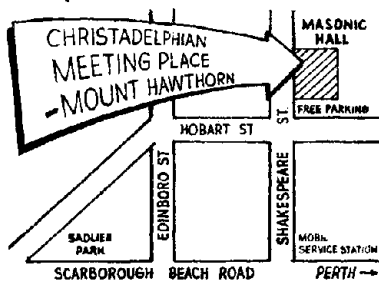 CHRISTADELPHIAN
MEETING PLACE
-MOUNT HAWTHORN
MASONIC
HALL
FREE PARKING
HOBART ST
ST.
EDINBORO ST
SHAKESPEARE
SADLIER
PARK
MOBIL
SERVICE STATION
SCARBOROUGH BEACH ROAD
PERTH →